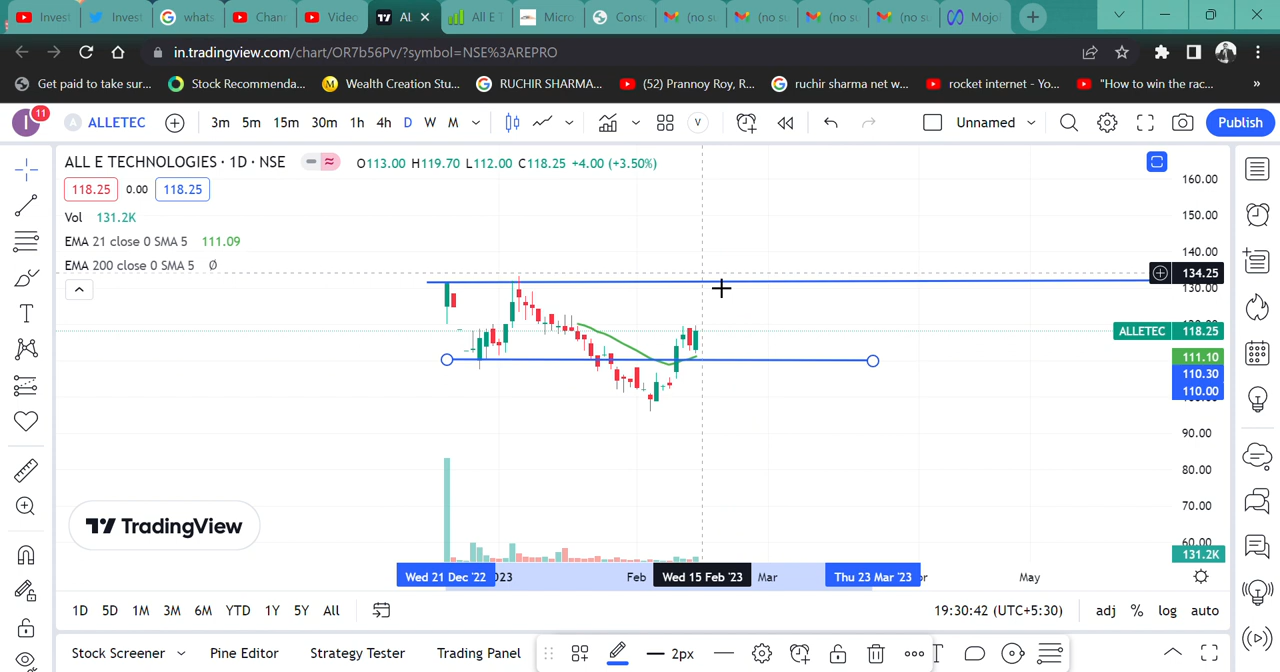 Invest
Invest
whats
Chan
Video
AL
All E T
Micro
Conso
(no su
(no su
(no su
(no su
Mojo
in.tradingview.com/chart/OR7b56Pv/?symbol=NSE%3AREPRO
Get paid to take sur...
Stock Recommenda...
Wealth Creation Stu...
RUCHIR SHARMA...
(52) Prannoy Roy, R...
ruchir sharma net w...
rocket internet - Yo...
"How to win the rac...
»
I
11
A
ALLETEC
3m 5m 15m 30m 1h 4h D W M
V
Unnamed
Publish
ALL E TECHNOLOGIES · 1D · NSE
O113.00 H119.70 L112.00 C118.25 +4.00 (+3.50%)
118.25 0.00 118.25
Vol 131.2K
EMA 21 close 0 SMA 5 111.09
EMA 200 close 0 SMA 5 Ø
160.00
150.00
140.00
134.25
130.00
ALLETEC 118.25
111.10
110.30
110.00
90.00
80.00
70.00
60.00
131.2K
TradingView
Wed 21 Dec '22
Feb
Wed 15 Feb '23
Mar
Thu 23 Mar '23
May
1D 5D 1M 3M 6M YTD 1Y 5Y All
19:30:42 (UTC+5:30)
adj % log auto
Stock Screener
Pine Editor
Strategy Tester
Trading Panel
2px